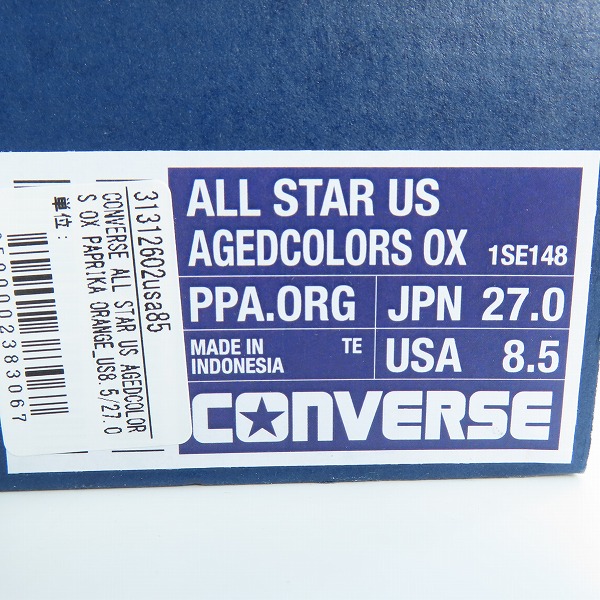 ALL STAR US
AGEDCOLORS OX 1SE148
PPA.ORG JPN 27.0
MADE IN
INDONESIA TE USA 8.5
CONVERSE
31312602usa85
CONVERSE ALL STAR US AGEDCOLOR
S OX PAPRIKA ORANGE_US8.5/27.0
単位: